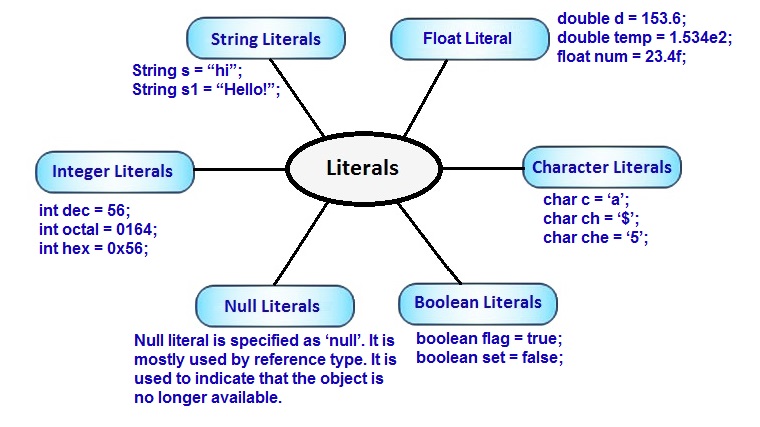 String Literals
String s = “hi”;
String s1 = “Hello!”;
Float Literal
double d = 153.6;
double temp = 1.534e2;
float num = 23.4f;
Literals
Integer Literals
int dec = 56;
int octal = 0164;
int hex = 0x56;
Character Literals
char c = ‘a’;
char ch = ‘$’;
char che = ‘5’;
Null Literals
Null literal is specified as ‘null’. It is
mostly used by reference type. It is
used to indicate that the object is
no longer available.
Boolean Literals
boolean flag = true;
boolean set = false;